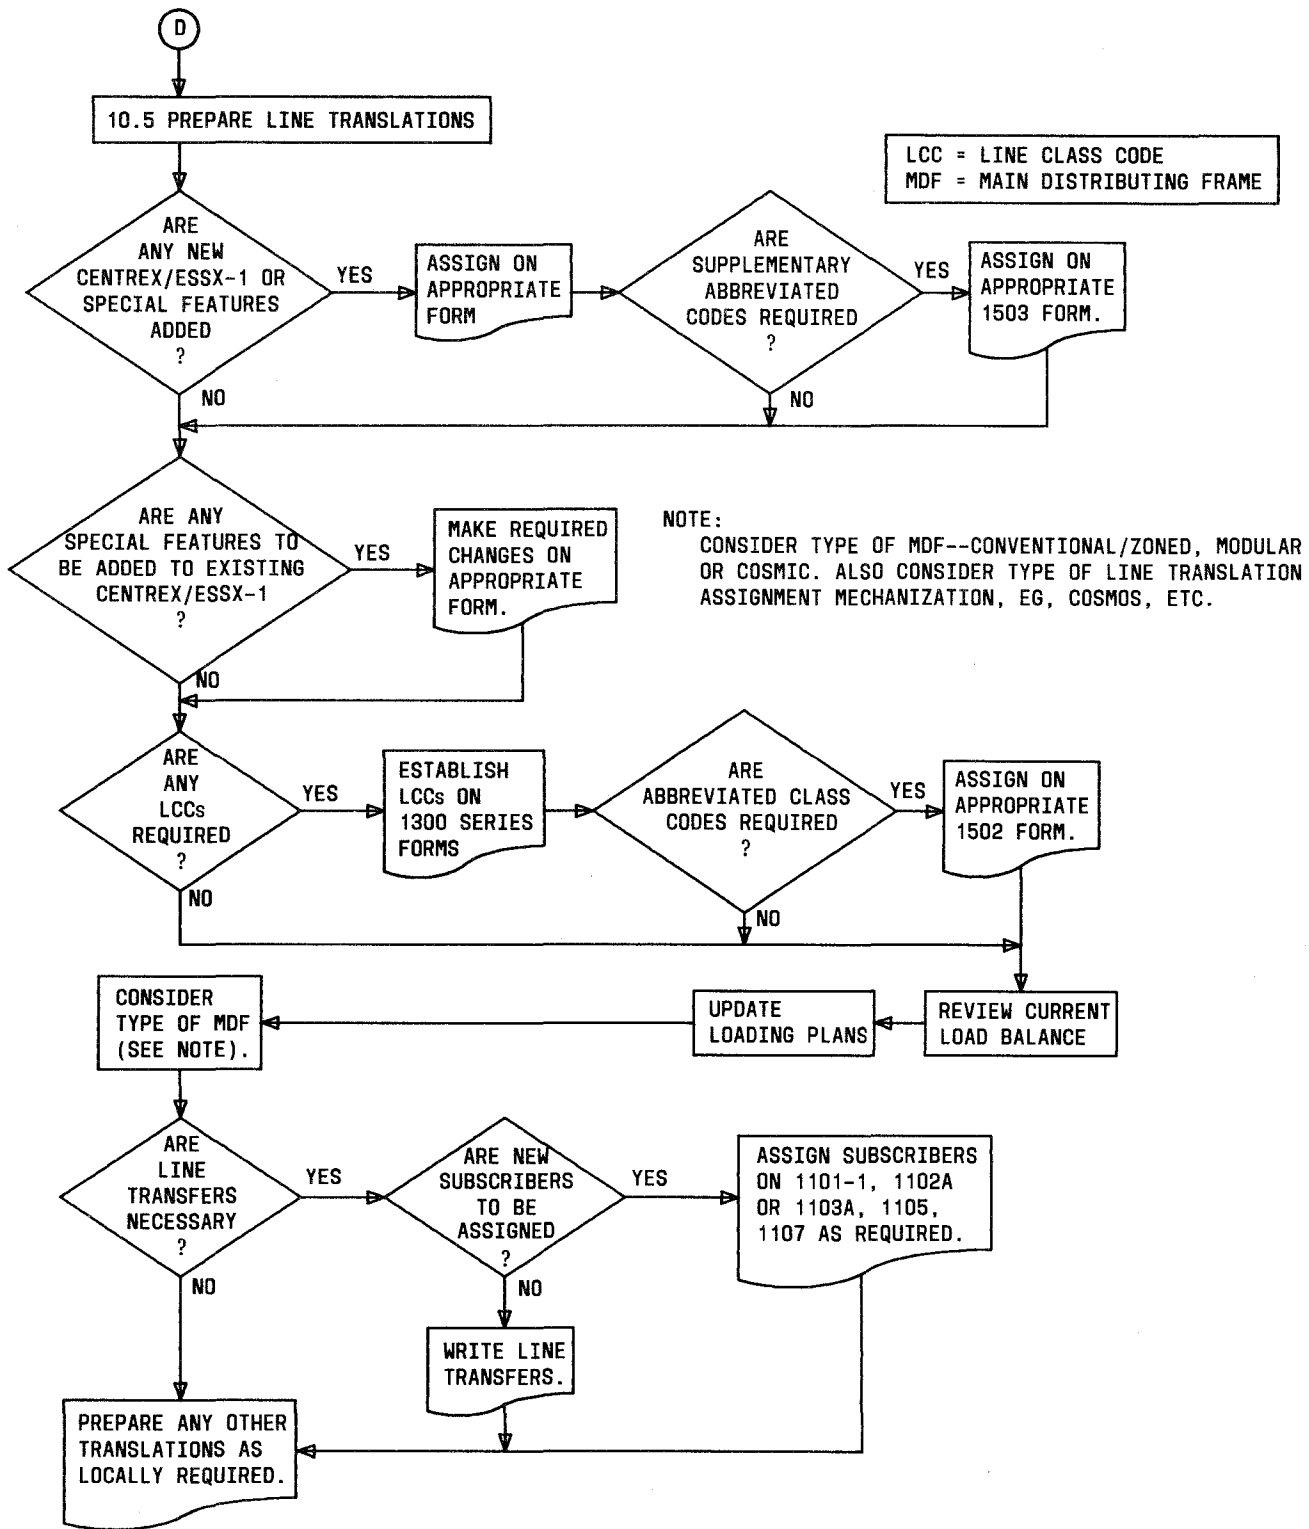 D
10.5 PREPARE LINE TRANSLATIONS
LCC = LINE CLASS CODE
MDF = MAIN DISTRIBUTING FRAME
ARE
ANY NEW
CENTREX/ESSX-1 OR
SPECIAL FEATURES
ADDED
?
YES
NO
ASSIGN ON
APPROPRIATE
FORM
ARE
SUPPLEMENTARY
ABBREVIATED
CODES REQUIRED
?
YES
NO
ASSIGN ON
APPROPRIATE
1503 FORM.
ARE ANY
SPECIAL FEATURES TO
BE ADDED TO EXISTING
CENTREX/ESSX-1
?
YES
NO
MAKE REQUIRED
CHANGES ON
APPROPRIATE
FORM.
NOTE:
CONSIDER TYPE OF MDF--CONVENTIONAL/ZONED, MODULAR
OR COSMIC. ALSO CONSIDER TYPE OF LINE TRANSLATION
ASSIGNMENT MECHANIZATION, EG, COSMOS, ETC.
ARE
ANY
LCCs
REQUIRED
?
YES
NO
ESTABLISH
LCCs ON
1300 SERIES
FORMS
ARE
ABBREVIATED CLASS
CODES REQUIRED
?
YES
NO
ASSIGN ON
APPROPRIATE
1502 FORM.
REVIEW CURRENT
LOAD BALANCE
UPDATE
LOADING PLANS
CONSIDER
TYPE OF MDF
(SEE NOTE).
ARE
LINE
TRANSFERS
NECESSARY
?
YES
NO
ARE NEW
SUBSCRIBERS
TO BE
ASSIGNED
?
YES
NO
ASSIGN SUBSCRIBERS
ON 1101-1, 1102A
OR 1103A, 1105,
1107 AS REQUIRED.
WRITE LINE
TRANSFERS.
PREPARE ANY OTHER
TRANSLATIONS AS
LOCALLY REQUIRED.